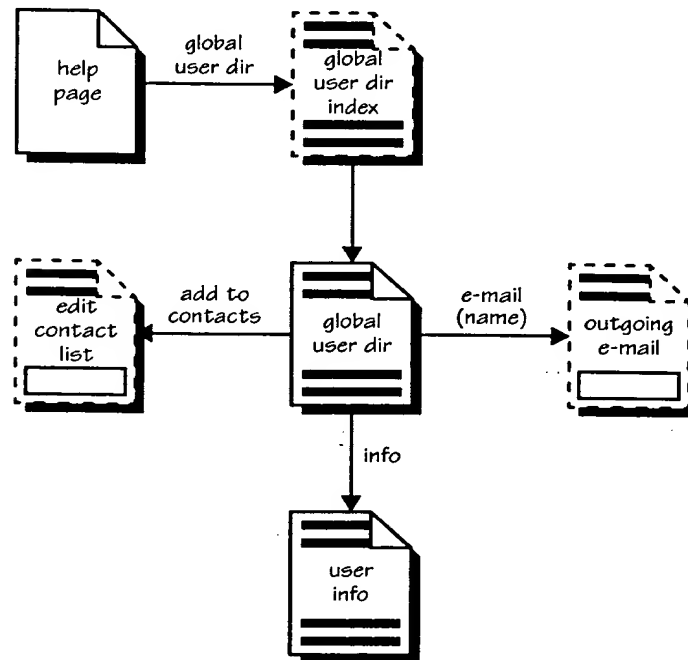 help
page
global
user dir
global
user dir
index
edit
contact
list
add to
contacts
global
user dir
e-mail
(name)
outgoing
e-mail
info
user
info